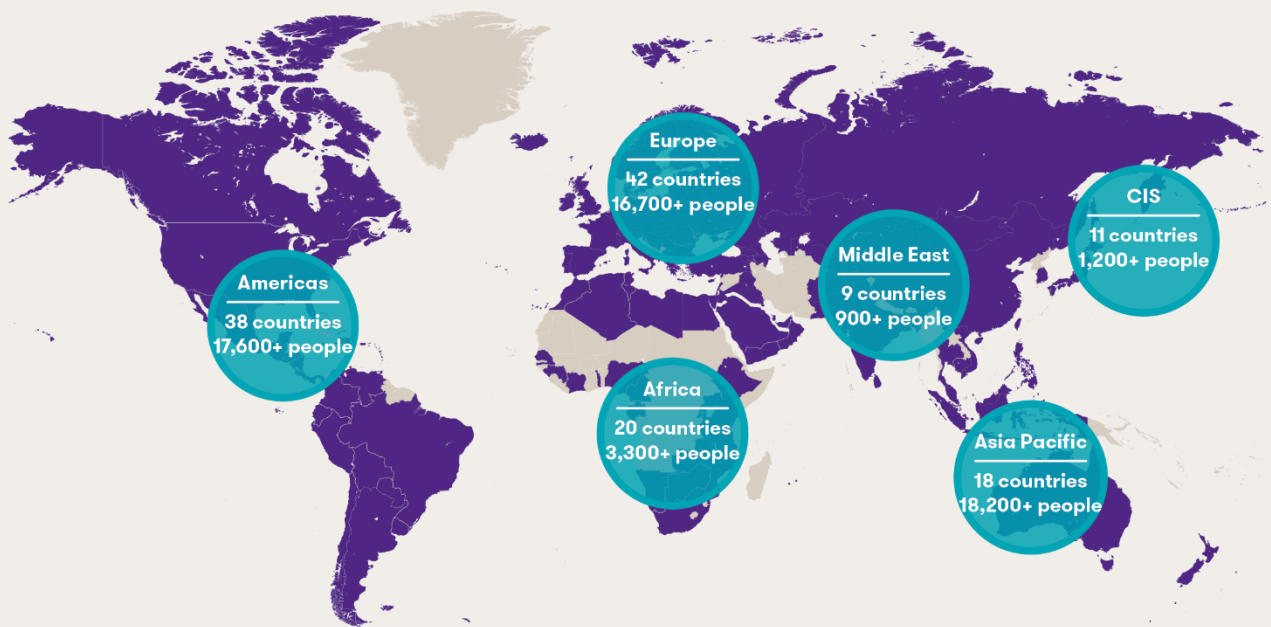 Europe
42 countries
16,700+ people
CIS
11 countries
1,200+ people
Middle East
9 countries
900+ people
Americas
38 countries
17,600+ people
Africa
20 countries
3,300+ people
Asia Pacific
18 countries
18,200+ people